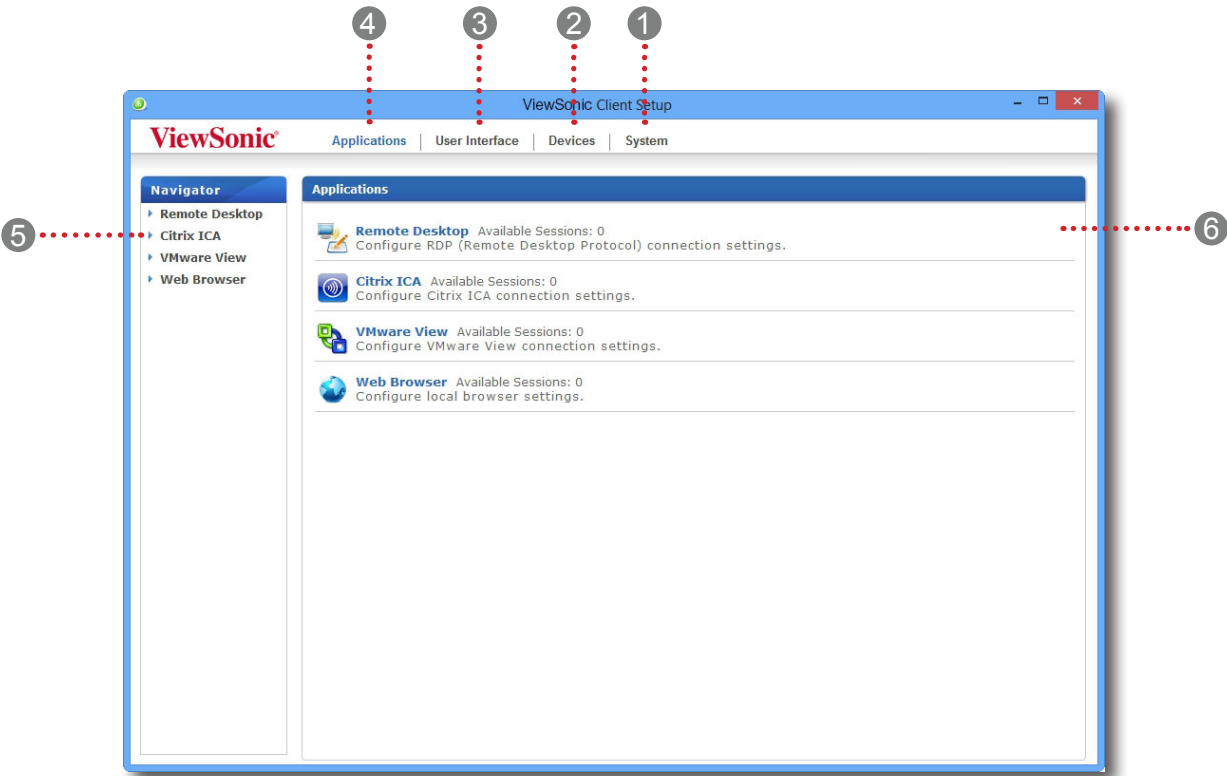 4 3 2 1
ViewSonic Client Setup
ViewSonic®
Applications | User Interface | Devices | System
Navigator
Remote Desktop
Citrix ICA
VMware View
Web Browser
5
Applications
Remote Desktop Available Sessions: 0
Configure RDP (Remote Desktop Protocol) connection settings.
Citrix ICA Available Sessions: 0
Configure Citrix ICA connection settings.
VMware View Available Sessions: 0
Configure VMware View connection settings.
Web Browser Available Sessions: 0
Configure local browser settings.
6